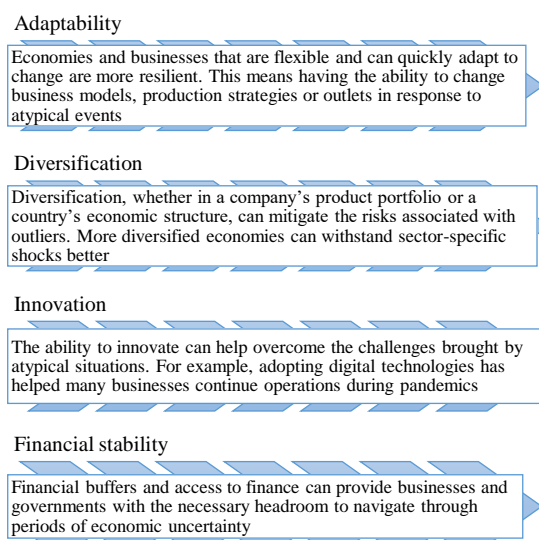 Adaptability
Economies and businesses that are flexible and can quickly adapt to
change are more resilient. This means having the ability to change
business models, production strategies or outlets in response to
atypical events
Diversification
Diversification, whether in a company's product portfolio or a
country's economic structure, can mitigate the risks associated with
outliers. More diversified economies can withstand sector-specific
shocks better
Innovation
The ability to innovate can help overcome the challenges brought by
atypical situations. For example, adopting digital technologies has
helped many businesses continue operations during pandemics
Financial stability
Financial buffers and access to finance can provide businesses and
governments with the necessary headroom to navigate through
periods of economic uncertainty